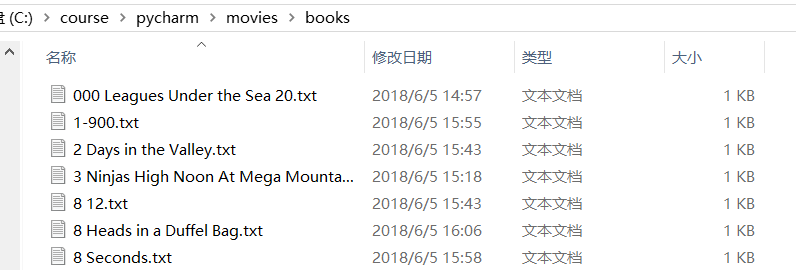 盘 (C:) > course > pycharm > movies > books
名称 修改日期 类型 大小
000 Leagues Under the Sea 20.txt 2018/6/5 14:57 文本文档 1 KB
1-900.txt 2018/6/5 15:55 文本文档 1 KB
2 Days in the Valley.txt 2018/6/5 15:43 文本文档 1 KB
3 Ninjas High Noon At Mega Mounta... 2018/6/5 15:18 文本文档 1 KB
8 12.txt 2018/6/5 15:43 文本文档 1 KB
8 Heads in a Duffel Bag.txt 2018/6/5 16:06 文本文档 1 KB
8 Seconds.txt 2018/6/5 15:58 文本文档 1 KB